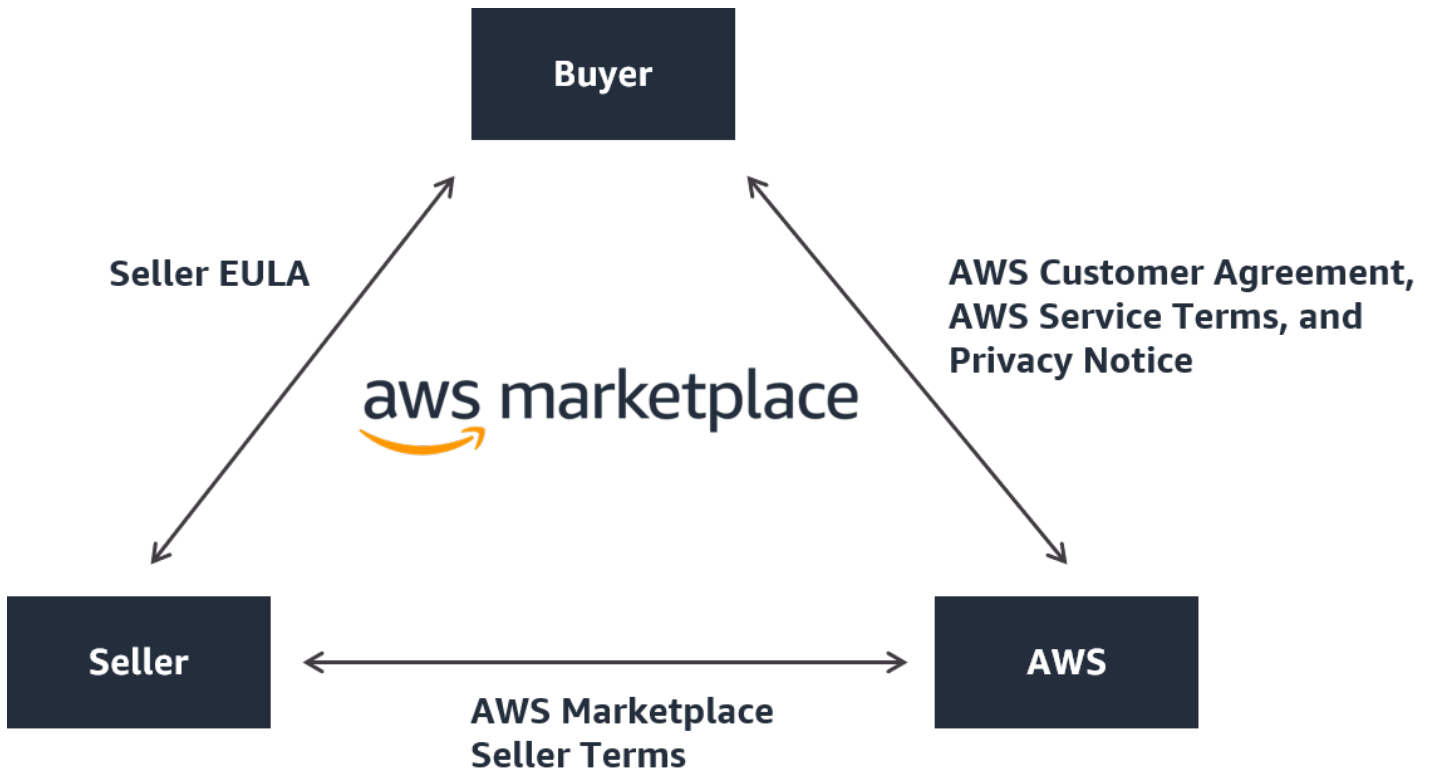 Buyer
Seller EULA
AWS Customer Agreement,
AWS Service Terms, and
Privacy Notice
aws marketplace
Seller
AWS
AWS Marketplace
Seller Terms